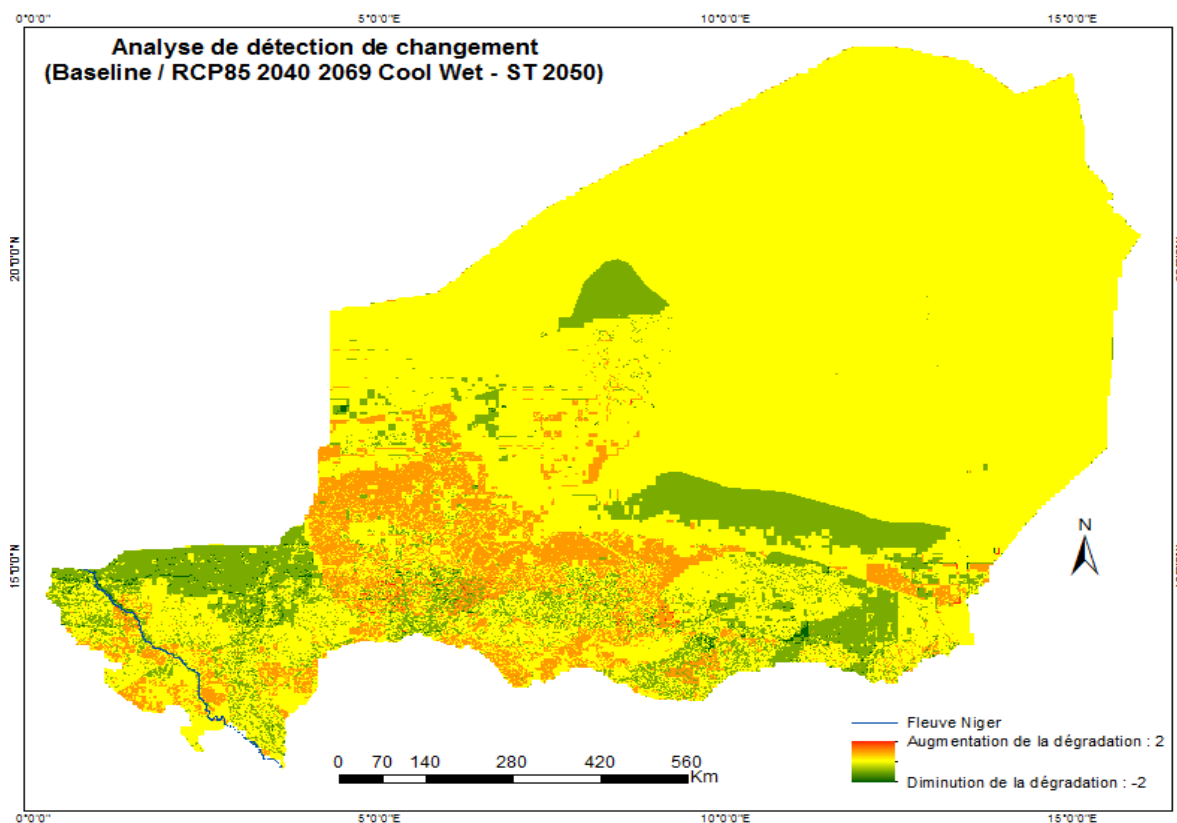 0°0'0" 5°0'0"E 10°0'0"E 15°0'0"E
Analyse de détection de changement
(Baseline / RCP85 2040 2069 Cool Wet - ST 2050)
20°0'0"N
15°0'0"N
N
Fleuve Niger
Augmentation de la dégradation : 2
Diminution de la dégradation : -2
0 70 140 280 420 560
Km
0°0'0" 5°0'0"E 10°0'0"E 15°0'0"E